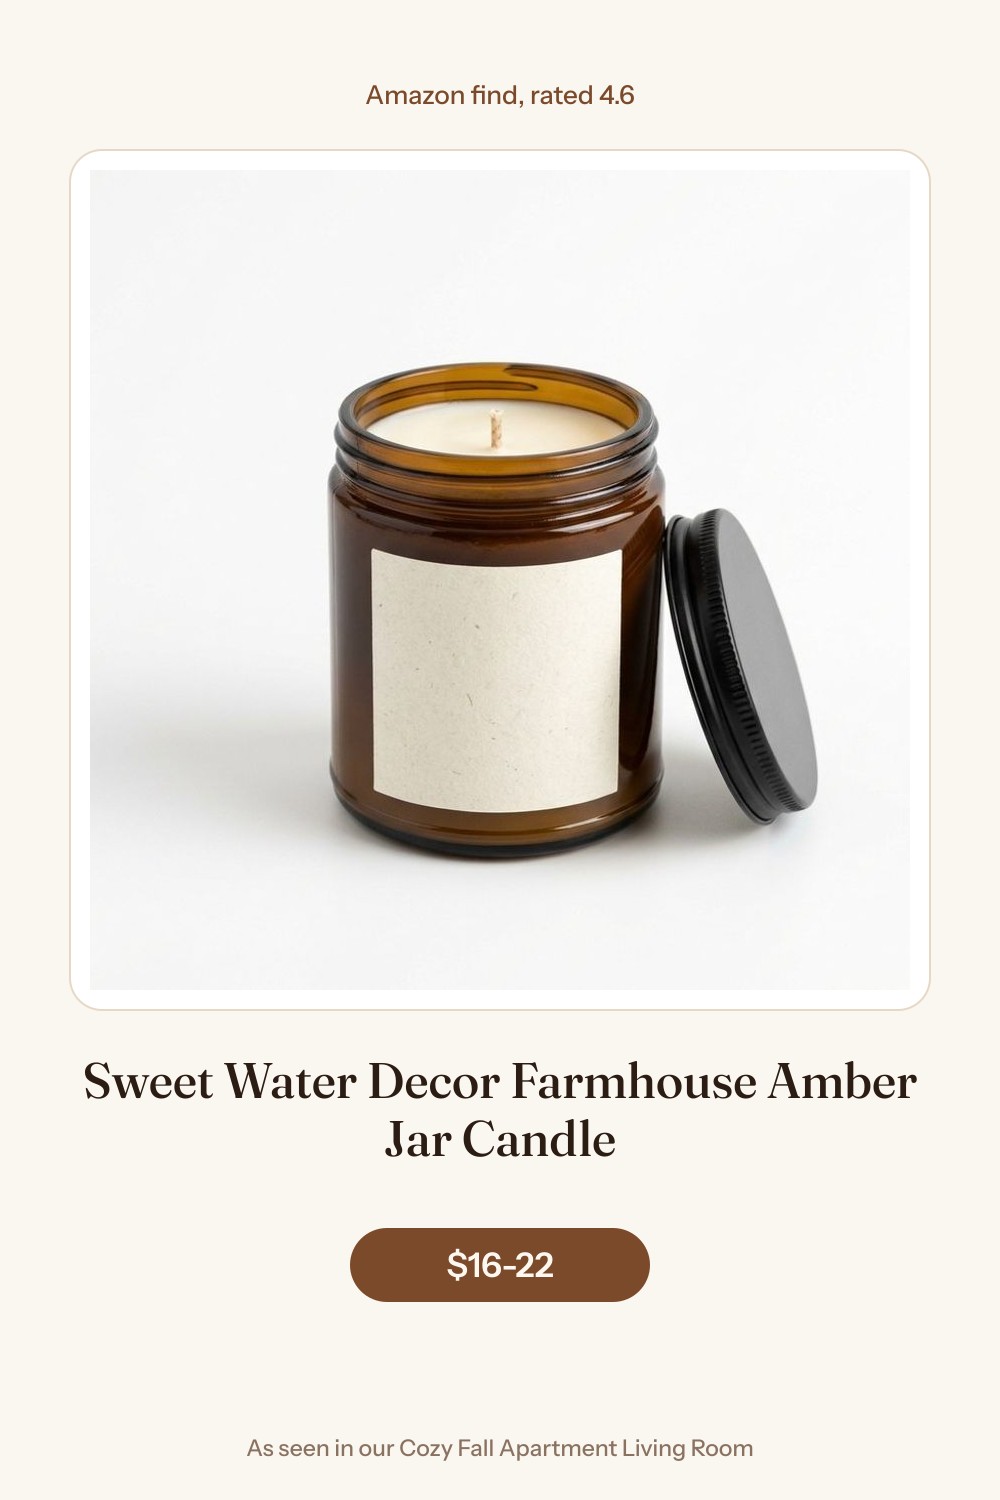 Amazon find, rated 4.6
Sweet Water Decor Farmhouse Amber
Jar Candle
$16-22
As seen in our Cozy Fall Apartment Living Room